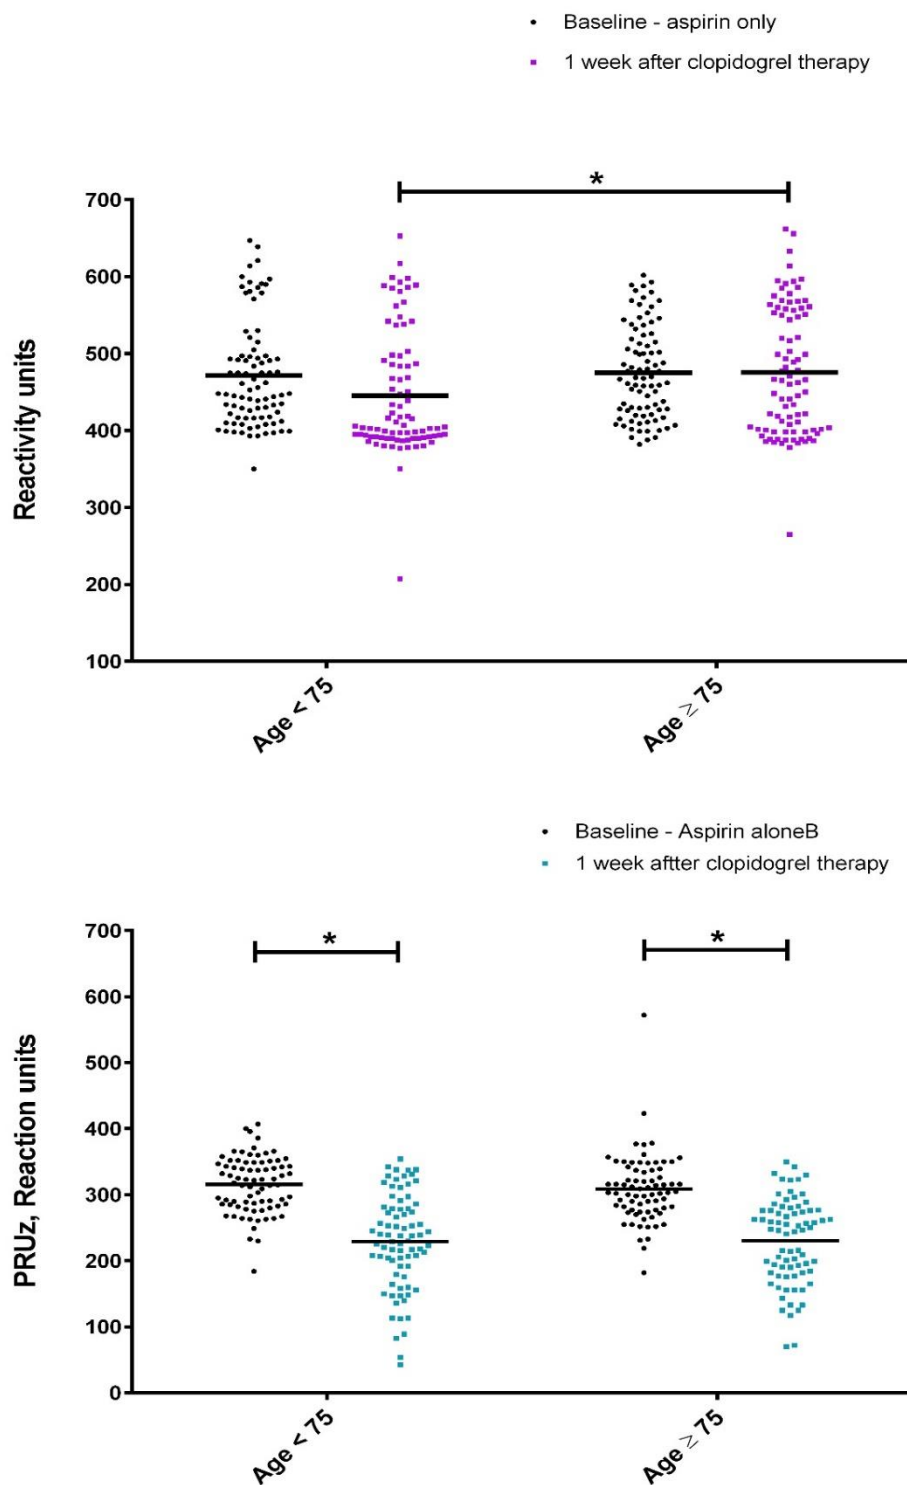 Baseline - aspirin only
1 week after clopidogrel therapy
*
700
600
500
400
300
200
100
Reactivity units
Age < 75
Age ≥ 75
Baseline - Aspirin aloneB
1 week aftter clopidogrel therapy
* *
700
600
500
400
300
200
100
0
PRUz, Reaction units
Age < 75
Age ≥ 75